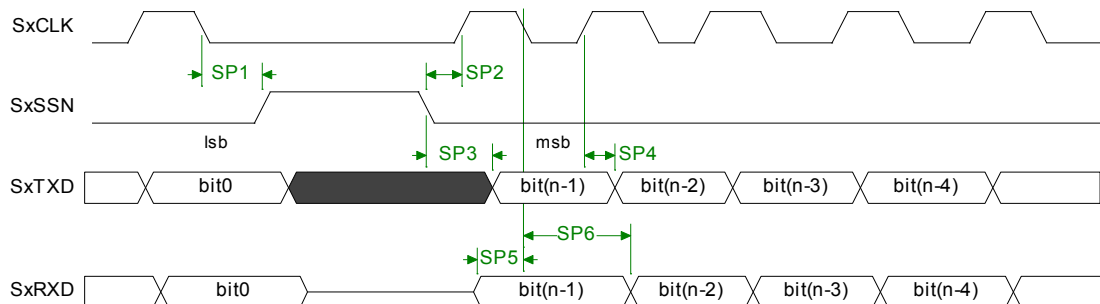 SxCLK
SP1 SP2
SxSSN
lsb msb
SP3 SP4
SxTXD bit0 bit(n-1) bit(n-2) bit(n-3) bit(n-4)
SP6
SP5
SxRXD bit0 bit(n-1) bit(n-2) bit(n-3) bit(n-4)